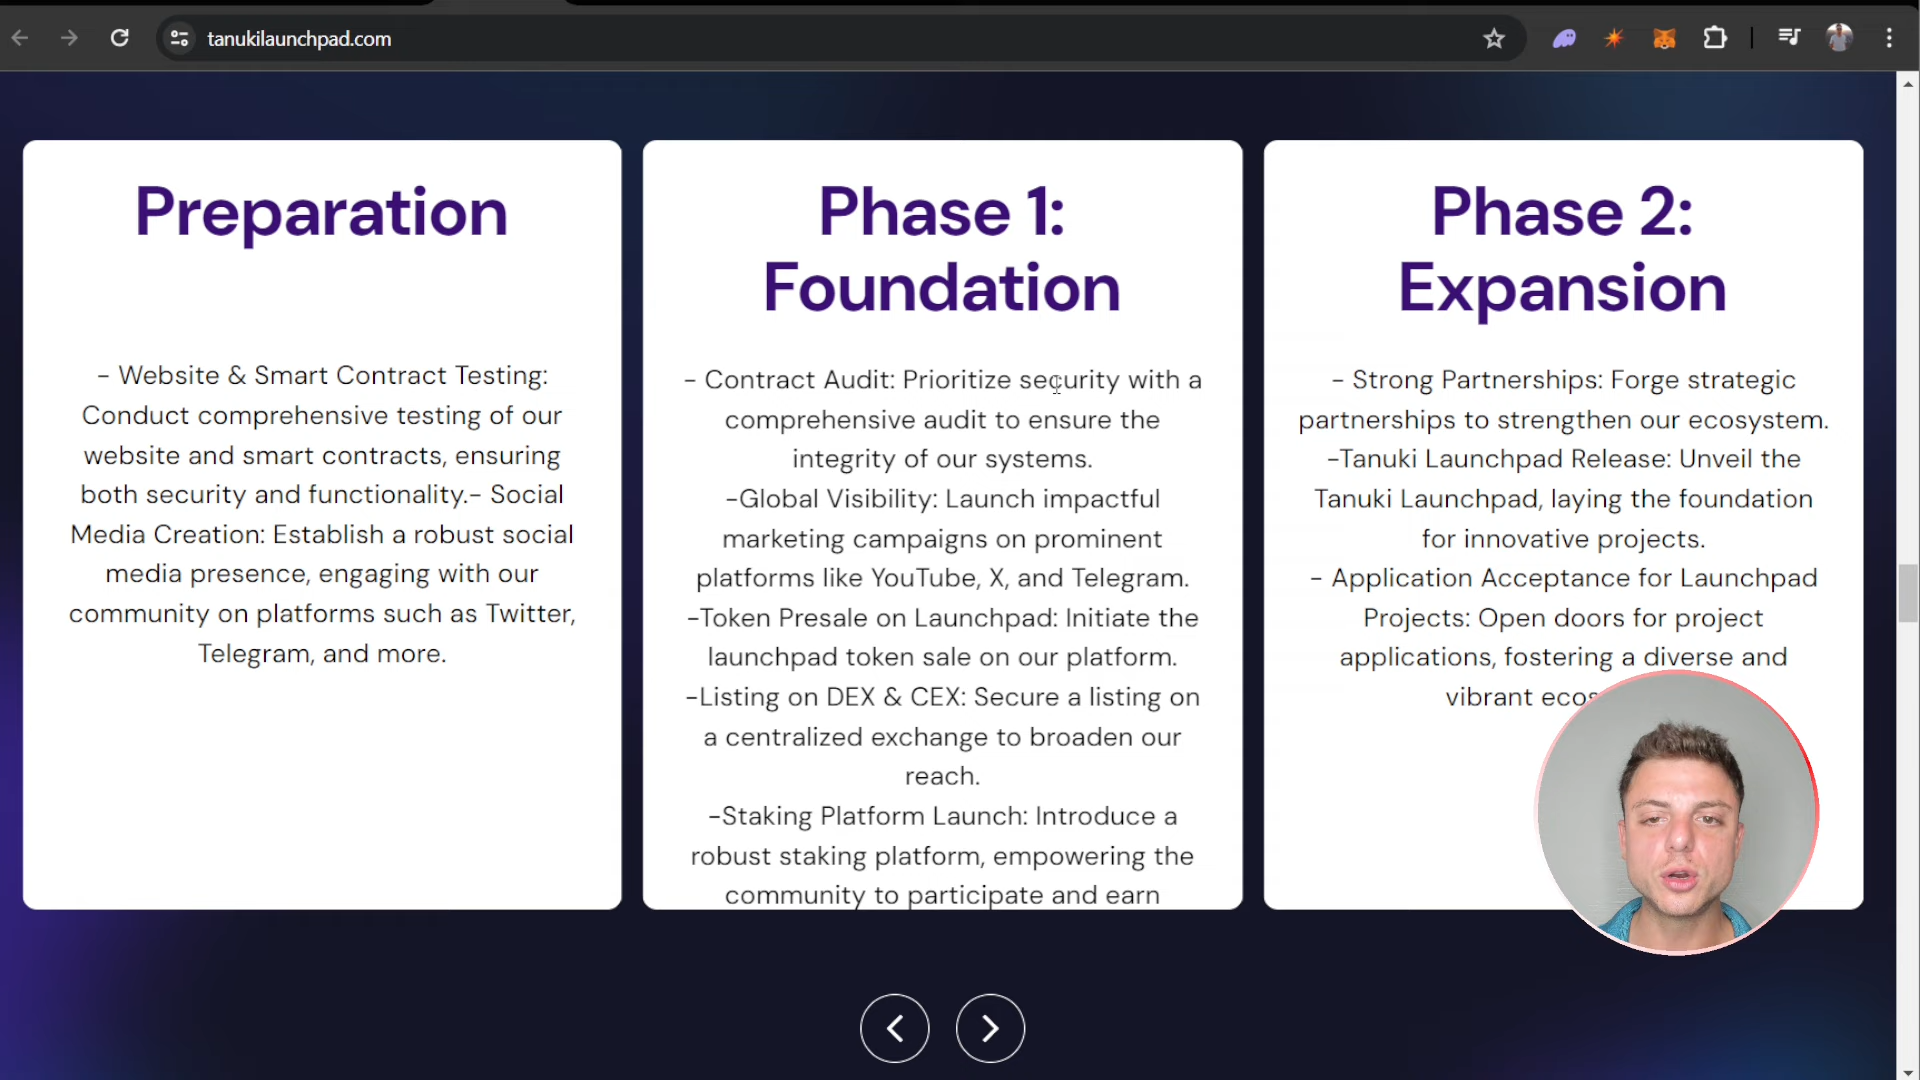 tanukilaunchpad.com
Preparation
- Website & Smart Contract Testing:
Conduct comprehensive testing of our
website and smart contracts, ensuring
both security and functionality.- Social
Media Creation: Establish a robust social
media presence, engaging with our
community on platforms such as Twitter,
Telegram, and more.
Phase 1:
Foundation
- Contract Audit: Prioritize security with a
comprehensive audit to ensure the
integrity of our systems.
-Global Visibility: Launch impactful
marketing campaigns on prominent
platforms like YouTube, X, and Telegram.
-Token Presale on Launchpad: Initiate the
launchpad token sale on our platform.
-Listing on DEX & CEX: Secure a listing on
a centralized exchange to broaden our
reach.
-Staking Platform Launch: Introduce a
robust staking platform, empowering the
community to participate and earn
Phase 2:
Expansion
- Strong Partnerships: Forge strategic
partnerships to strengthen our ecosystem.
-Tanuki Launchpad Release: Unveil the
Tanuki Launchpad, laying the foundation
for innovative projects.
- Application Acceptance for Launchpad
Projects: Open doors for project
applications, fostering a diverse and
vibrant